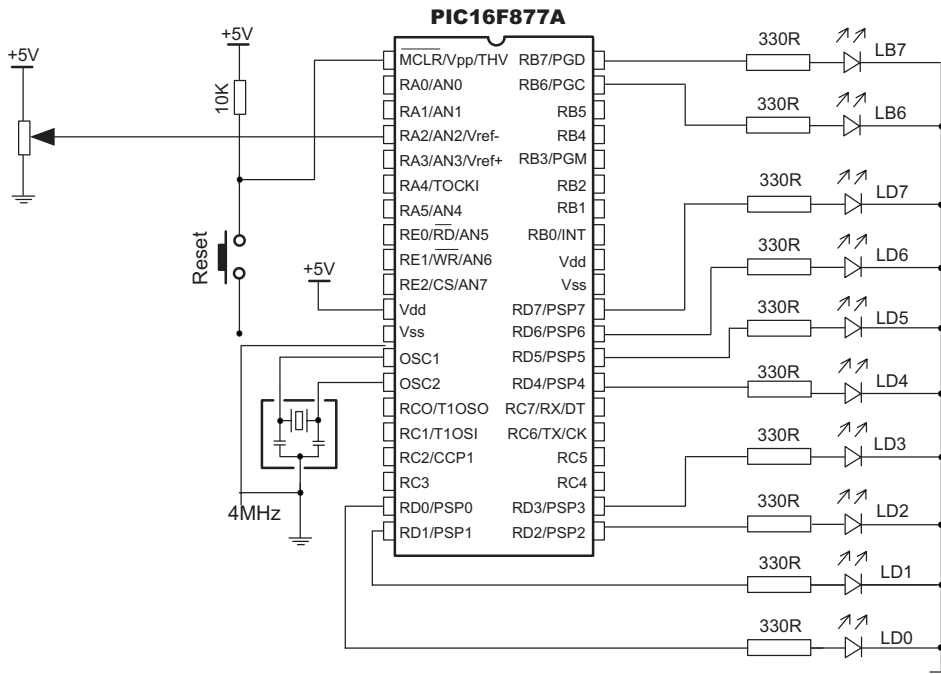 PIC16F877A
+5V
+5V
10K
Reset
+5V
4MHz
MCLR/Vpp/THV
RA0/AN0
RA1/AN1
RA2/AN2/Vref-
RA3/AN3/Vref+
RA4/TOCKI
RA5/AN4
RE0/RD/AN5
RE1/WR/AN6
RE2/CS/AN7
Vdd
Vss
OSC1
OSC2
RCO/T1OSO
RC1/T1OSI
RC2/CCP1
RC3
RD0/PSP0
RD1/PSP1
RB7/PGD
RB6/PGC
RB5
RB4
RB3/PGM
RB2
RB1
RB0/INT
Vdd
Vss
RD7/PSP7
RD6/PSP6
RD5/PSP5
RD4/PSP4
RC7/RX/DT
RC6/TX/CK
RC5
RC4
RD3/PSP3
RD2/PSP2
330R LB7
330R LB6
330R LD7
330R LD6
330R LD5
330R LD4
330R LD3
330R LD2
330R LD1
330R LD0